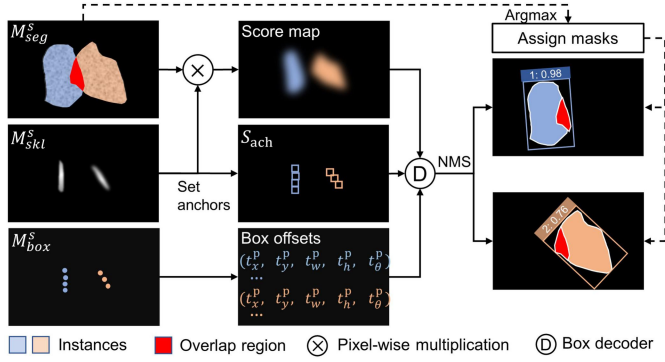 Argmax
Assign masks
M^s_seg
Score map
1: 0.98
M^s_skl
S_ach
Set
anchors
D
NMS
2: 0.76
M^s_box
Box offsets
(t^p_x, t^p_y, t^p_w, t^p_h, t^p_θ)
...
(t^p_x, t^p_y, t^p_w, t^p_h, t^p_θ)
...
Instances
Overlap region
Pixel-wise multiplication
D Box decoder